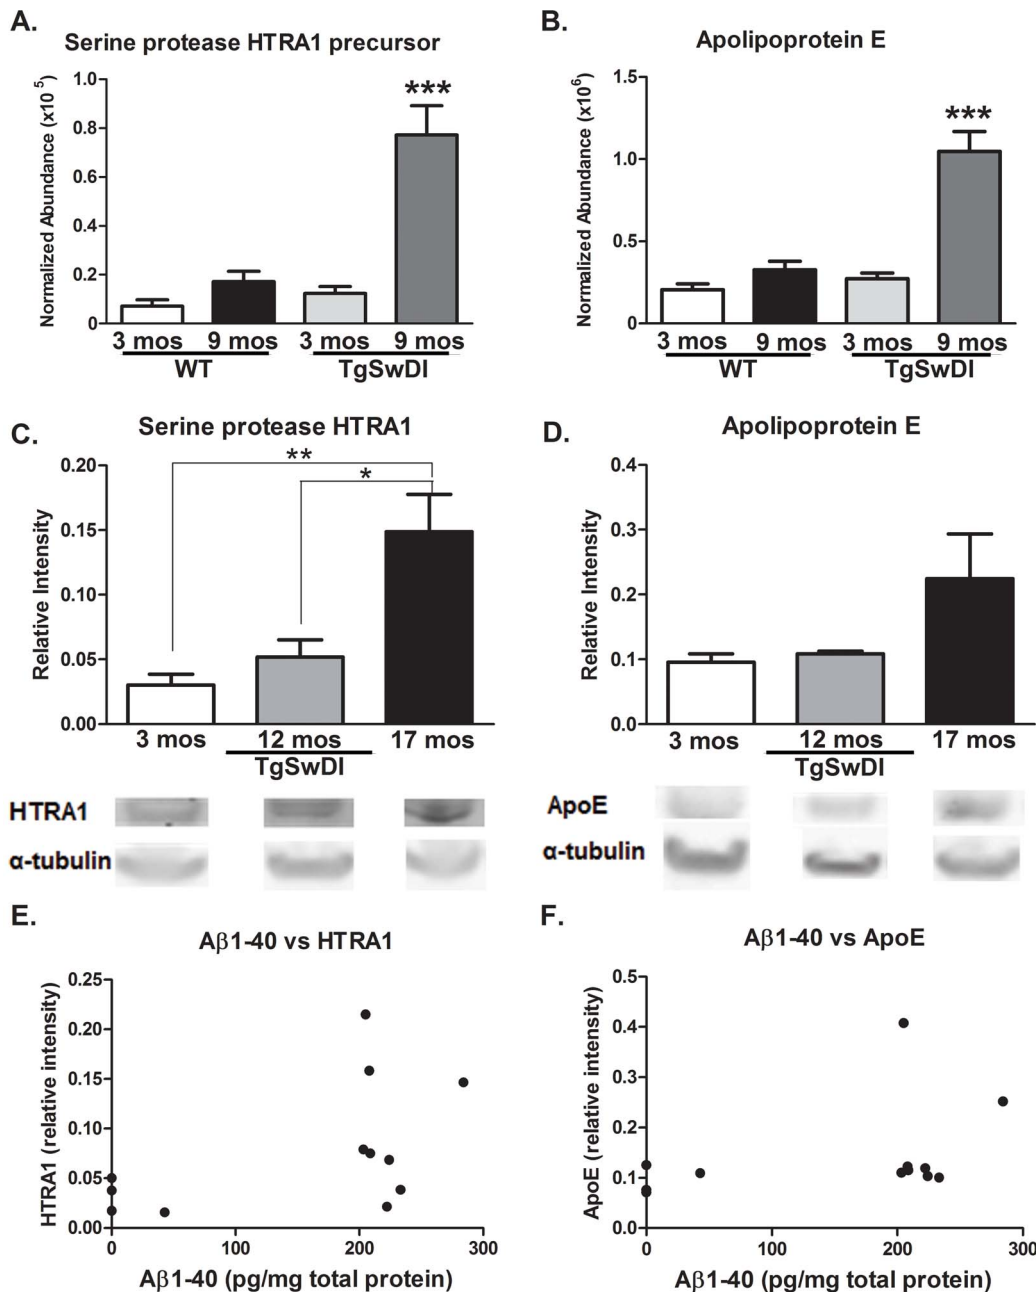 A.
Serine protease HTRA1 precursor
Normalized Abundance (x10⁵)
1.0
0.8
0.6
0.4
0.2
0
***
3 mos 9 mos 3 mos 9 mos
WT TgSwDI
B.
Apolipoprotein E
Normalized Abundance (x10⁶)
1.5
1.0
0.5
0
***
3 mos 9 mos 3 mos 9 mos
WT TgSwDI
C.
Serine protease HTRA1
Relative Intensity
0.20
0.15
0.10
0.05
0.00
**
*
3 mos 12 mos 17 mos
TgSwDI
HTRA1
α-tubulin
D.
Apolipoprotein E
Relative Intensity
0.4
0.3
0.2
0.1
0.0
3 mos 12 mos 17 mos
TgSwDI
ApoE
α-tubulin
E.
Aβ1-40 vs HTRA1
HTRA1 (relative intensity)
0.25
0.20
0.15
0.10
0.05
0.00
0 100 200 300
Aβ1-40 (pg/mg total protein)
F.
Aβ1-40 vs ApoE
ApoE (relative intensity)
0.5
0.4
0.3
0.2
0.1
0.0
0 100 200 300
Aβ1-40 (pg/mg total protein)